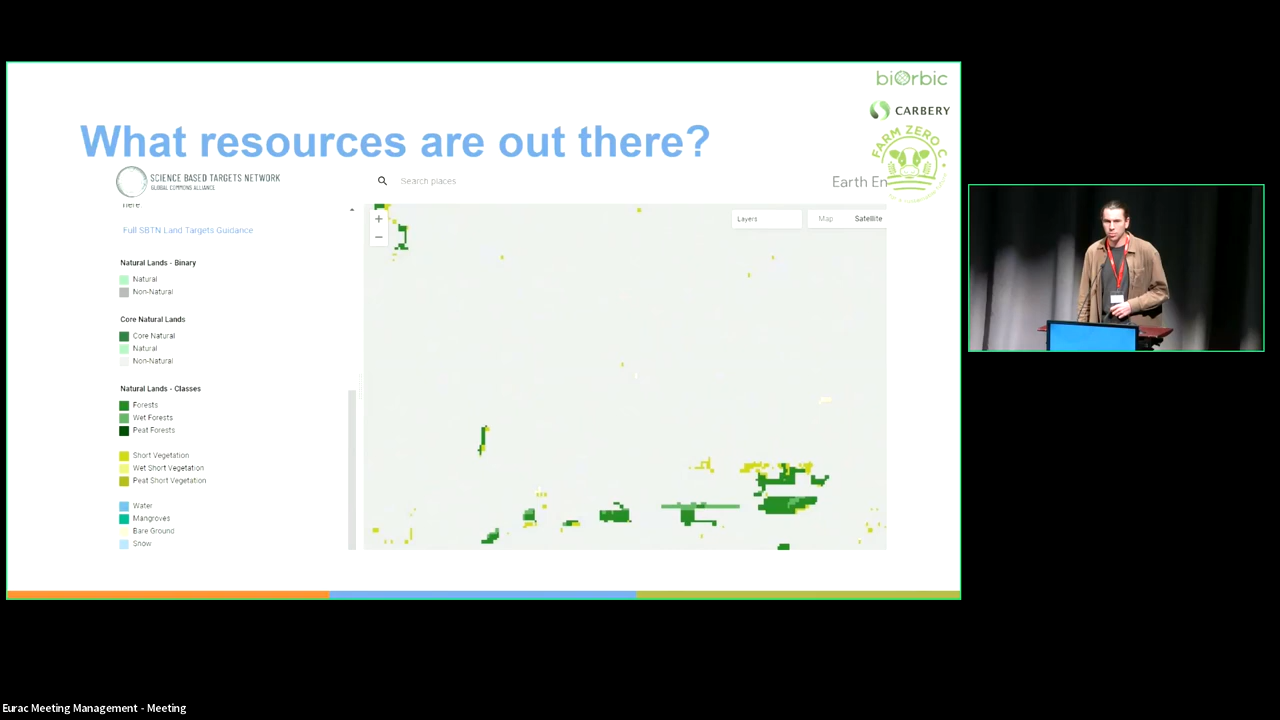 biOrbic
CARBERY
FARM ZERO C
What resources are out there?
SCIENCE BASED TARGETS NETWORK
GLOBAL COMMONS ALLIANCE
Search places
Earth En
here
Full SBTN Land Targets Guidance
Layers
Map
Satellite
Natural Lands - Binary
Natural
Non-Natural
Core Natural Lands
Core Natural
Natural
Non-Natural
Natural Lands - Classes
Forests
Wet Forests
Peat Forests
Short Vegetation
Wet Short Vegetation
Peat Short Vegetation
Water
Mangroves
Bare Ground
Snow
Eurac Meeting Management - Meeting